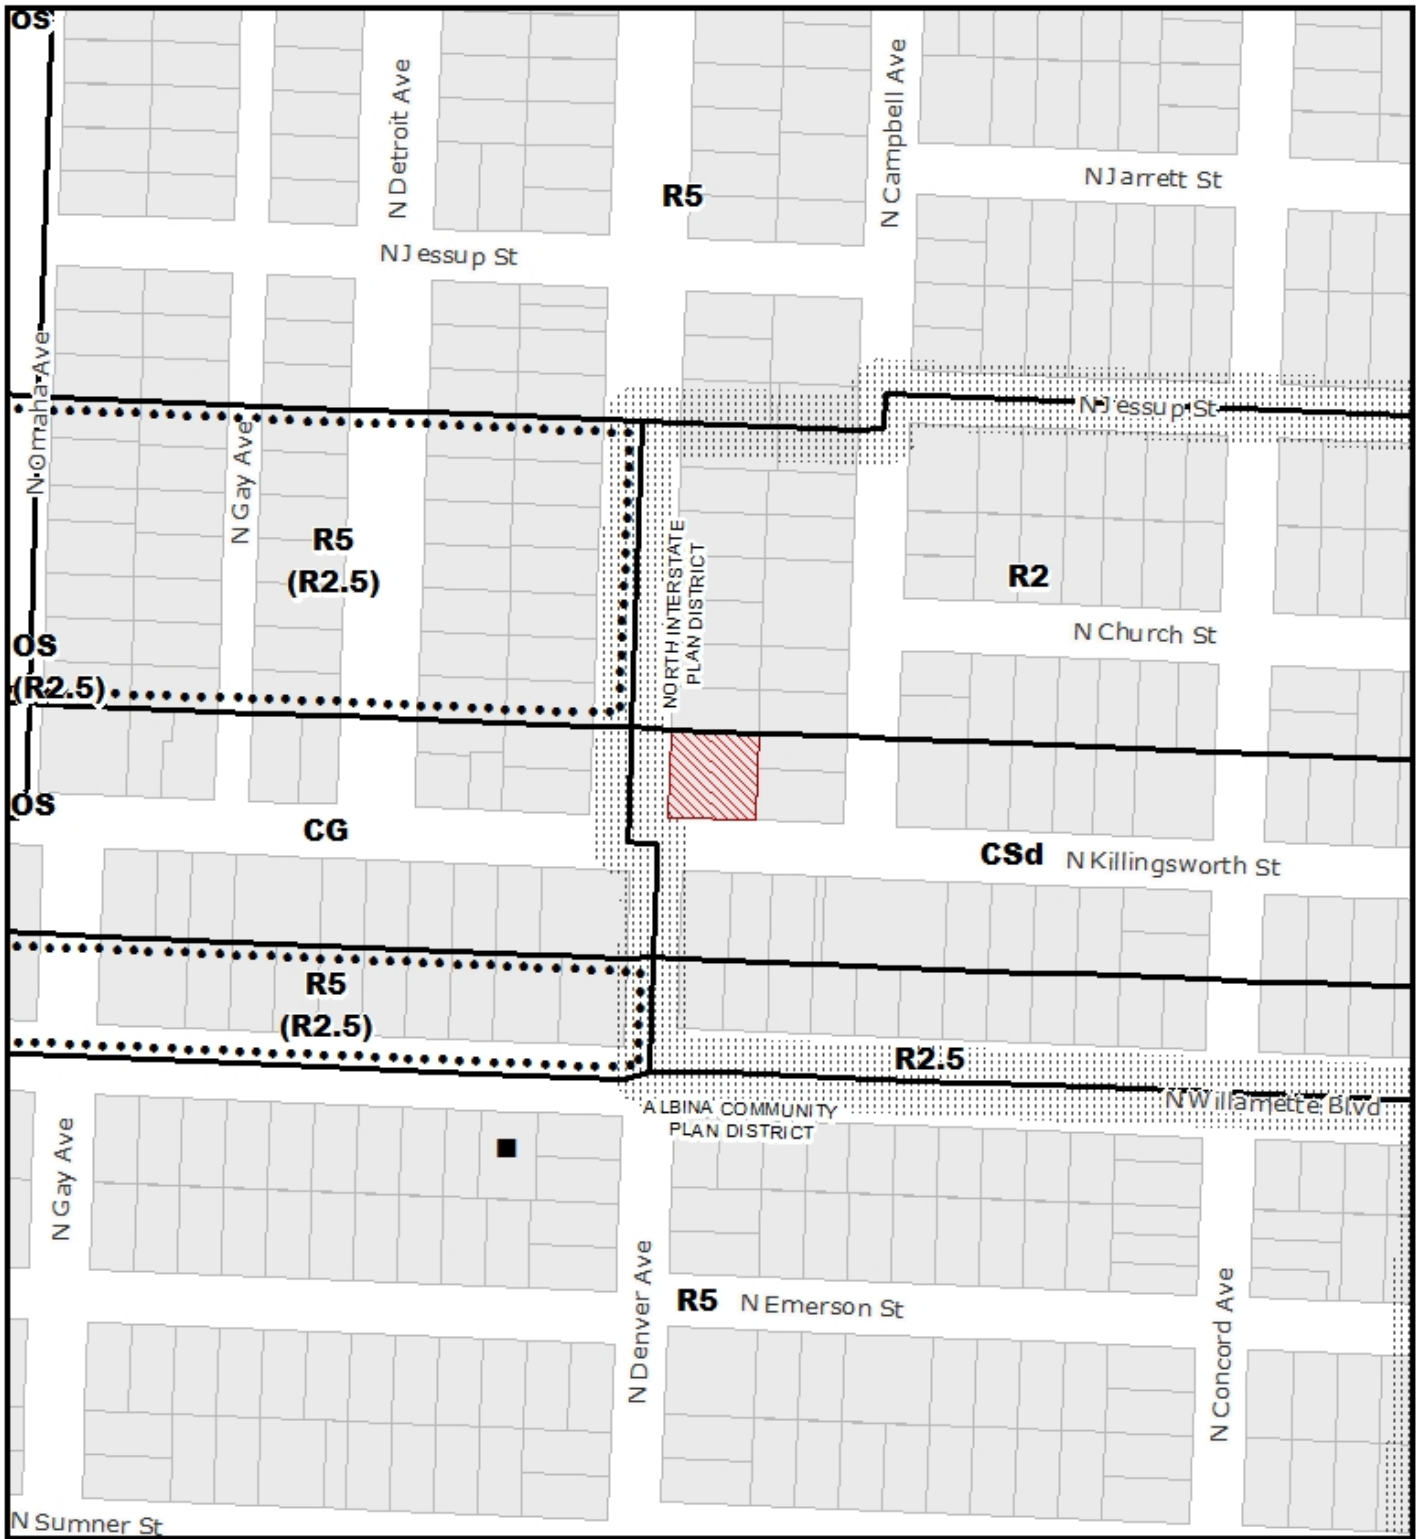 OS
N Detroit Ave
N Campbell Ave
N Jarrett St
R5
N Jessup St
N Omaha Ave
N Jessup St
N Gay Ave
R5
(R2.5)
NORTH INTERSTATE
PLAN DISTRICT
R2
N Church St
OS
(R2.5)
OS
CG
CSd
N Killingsworth St
R5
(R2.5)
R2.5
N Willamette Blvd
ALBINA COMMUNITY
PLAN DISTRICT
N Gay Ave
N Denver Ave
R5
N Emerson St
N Concord Ave
N Sumner St